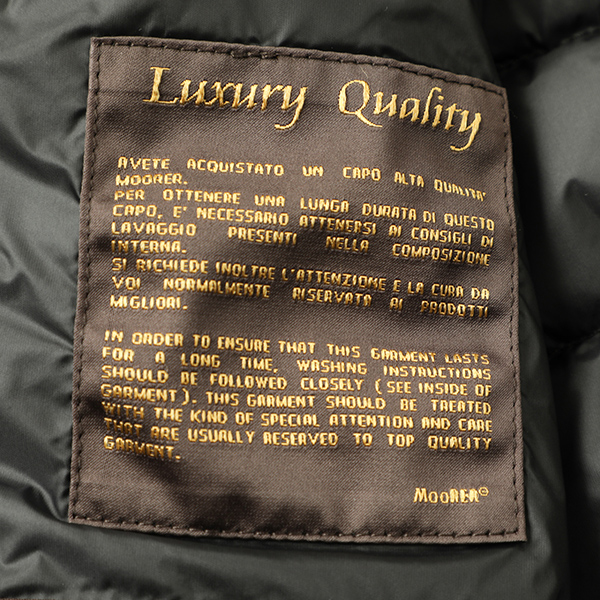 Luxury Quality
AVETE ACQUISTATO UN CAPO ALTA QUALITA'
MOORER.
PER OTTENERE UNA LUNGA DURATA DI QUESTO
CAPO, E' NECESSARIO ATTENERSI AI CONSIGLI DI
LAVAGGIO PRESENTI NELLA COMPOSIZIONE
INTERNA.
SI RICHIEDE INOLTRE L'ATTENZIONE E LA CURA DA
VOI NORMALMENTE RISERVATA AI PRODOTTI
MIGLIORI.
IN ORDER TO ENSURE THAT THIS GARMENT LASTS
FOR A LONG TIME, WASHING INSTRUCTIONS
SHOULD BE FOLLOWED CLOSELY (SEE INSIDE OF
GARMENT). THIS GARMENT SHOULD BE TREATED
WITH THE KIND OF SPECIAL ATTENTION AND CARE
THAT ARE USUALLY RESERVED TO TOP QUALITY
GARMENT.
MooRER®